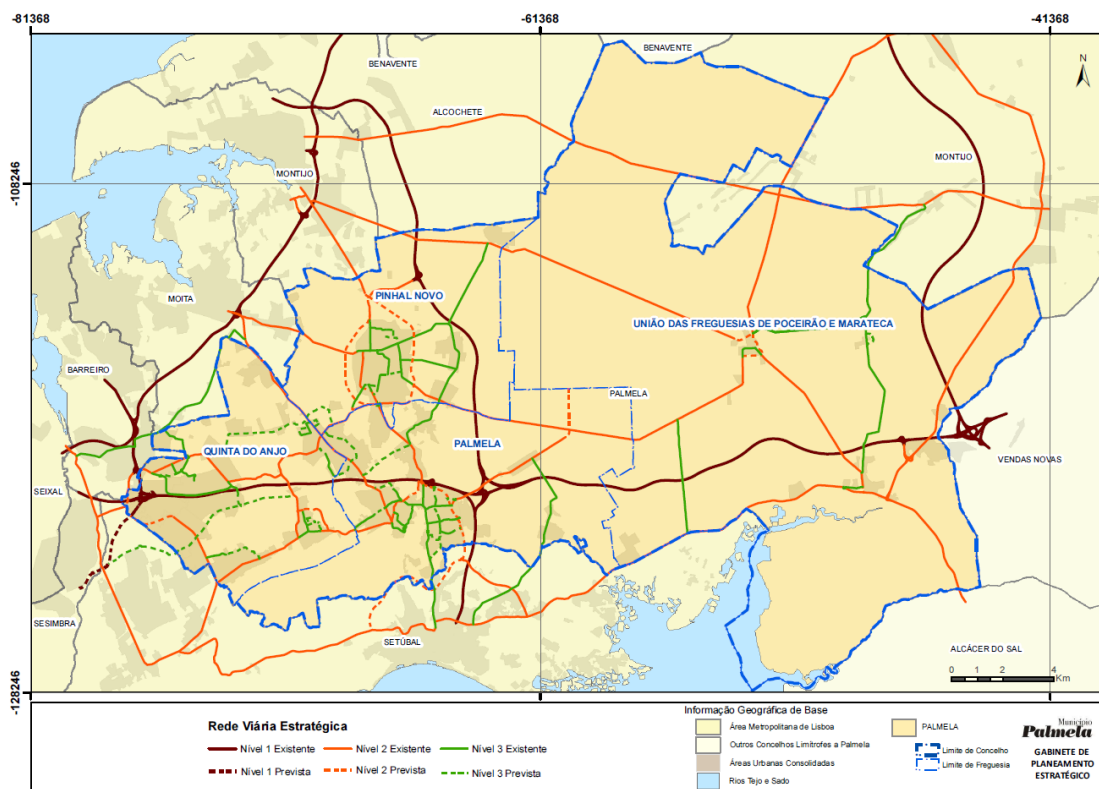 -81368
-61368
-41368
BENAVENTE
BENAVENTE
N
ALCOCHETE
MONTIJO
MONTIJO
-108246
MOITA
PINHAL NOVO
UNIÃO DAS FREGUESIAS DE POCEIRÃO E MARATECA
BARREIRO
PALMELA
QUINTA DO ANJO
PALMELA
VENDAS NOVAS
SEIXAL
SESIMBRA
SETÚBAL
ALCÁCER DO SAL
0 1 2 4
Km
-128246
Rede Viária Estratégica
Nível 1 Existente
Nível 2 Existente
Nível 3 Existente
Nível 1 Prevista
Nível 2 Prevista
Nível 3 Prevista
Informação Geográfica de Base
Área Metropolitana de Lisboa
Outros Concelhos Limítrofes a Palmela
Áreas Urbanas Consolidadas
Rios Tejo e Sado
PALMELA
Limite de Concelho
Limite de Freguesia
Município
Palmela
GABINETE DE
PLANEAMENTO
ESTRATÉGICO